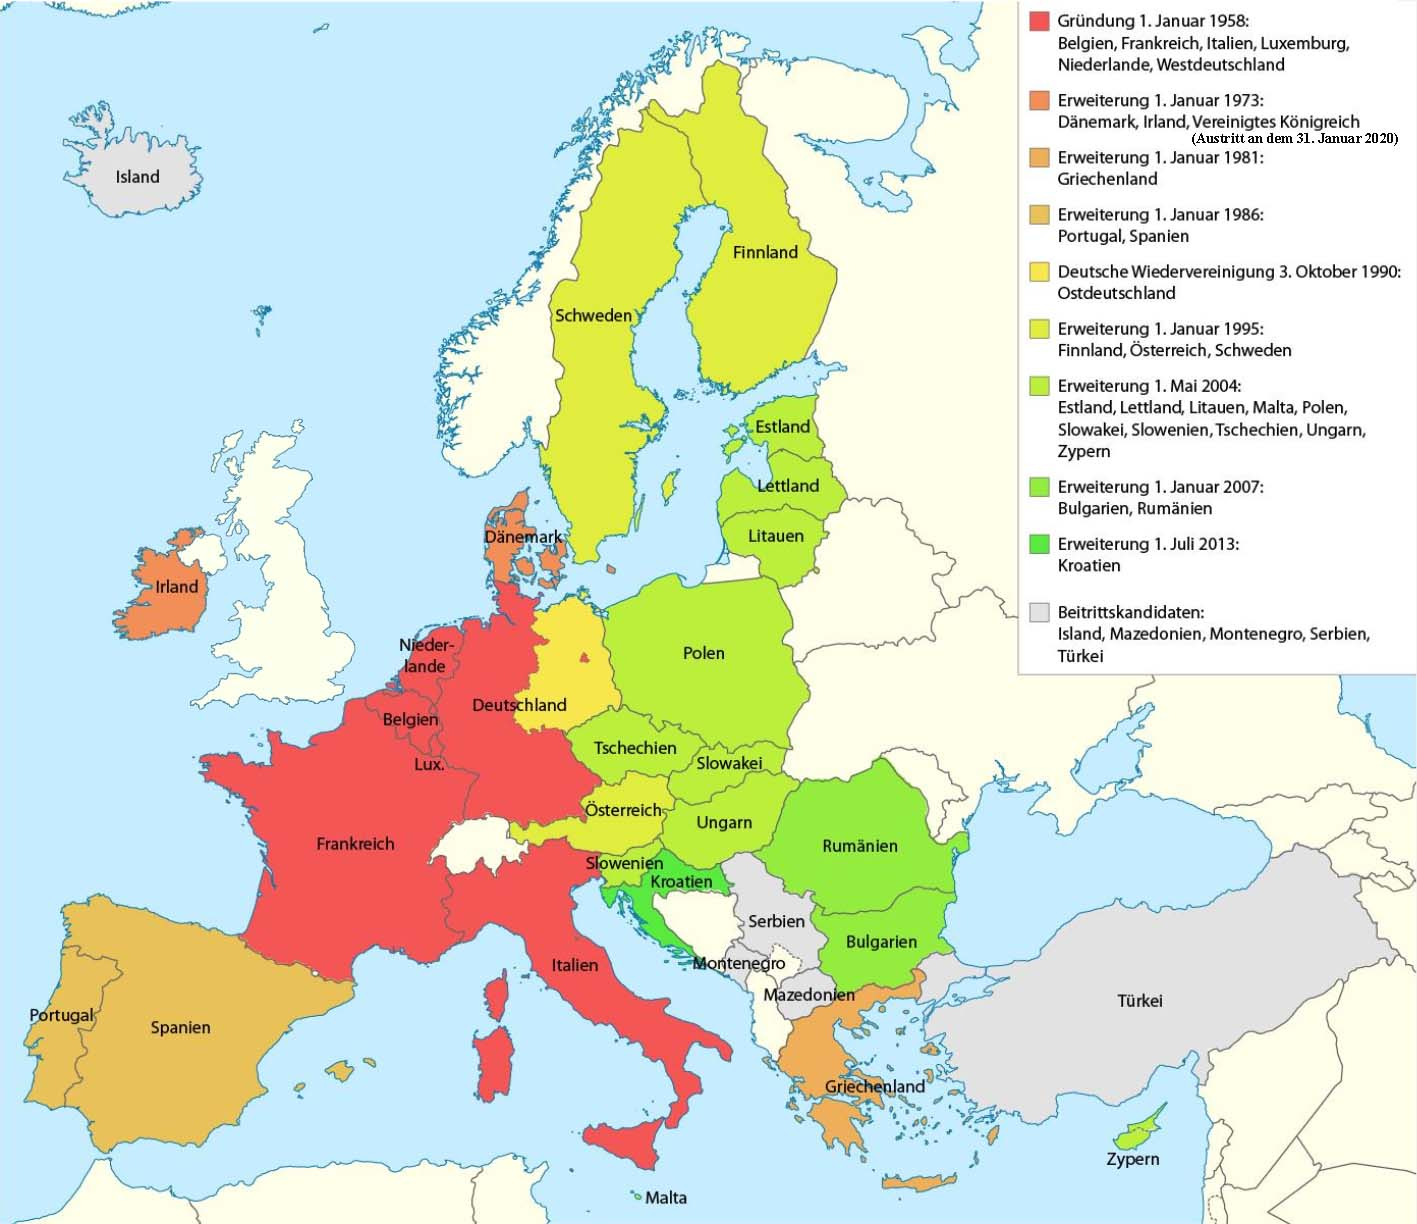 Gründung 1. Januar 1958:
Belgien, Frankreich, Italien, Luxemburg,
Niederlande, Westdeutschland
Erweiterung 1. Januar 1973:
Dänemark, Irland, Vereinigtes Königreich
(Austritt an dem 31. Januar 2020)
Erweiterung 1. Januar 1981:
Griechenland
Erweiterung 1. Januar 1986:
Portugal, Spanien
Deutsche Wiedervereinigung 3. Oktober 1990:
Ostdeutschland
Erweiterung 1. Januar 1995:
Finnland, Österreich, Schweden
Erweiterung 1. Mai 2004:
Estland, Lettland, Litauen, Malta, Polen,
Slowakei, Slowenien, Tschechien, Ungarn,
Zypern
Erweiterung 1. Januar 2007:
Bulgarien, Rumänien
Erweiterung 1. Juli 2013:
Kroatien
Beitrittskandidaten:
Island, Mazedonien, Montenegro, Serbien,
Türkei
Island
Finnland
Schweden
Estland
Lettland
Litauen
Dänemark
Irland
Nieder-
lande
Polen
Deutschland
Belgien
Tschechien
Lux.
Slowakei
Österreich
Ungarn
Frankreich
Rumänien
Slowenien
Kroatien
Serbien
Bulgarien
Montenegro
Italien
Mazedonien
Türkei
Portugal
Spanien
Griechenland
Zypern
Malta